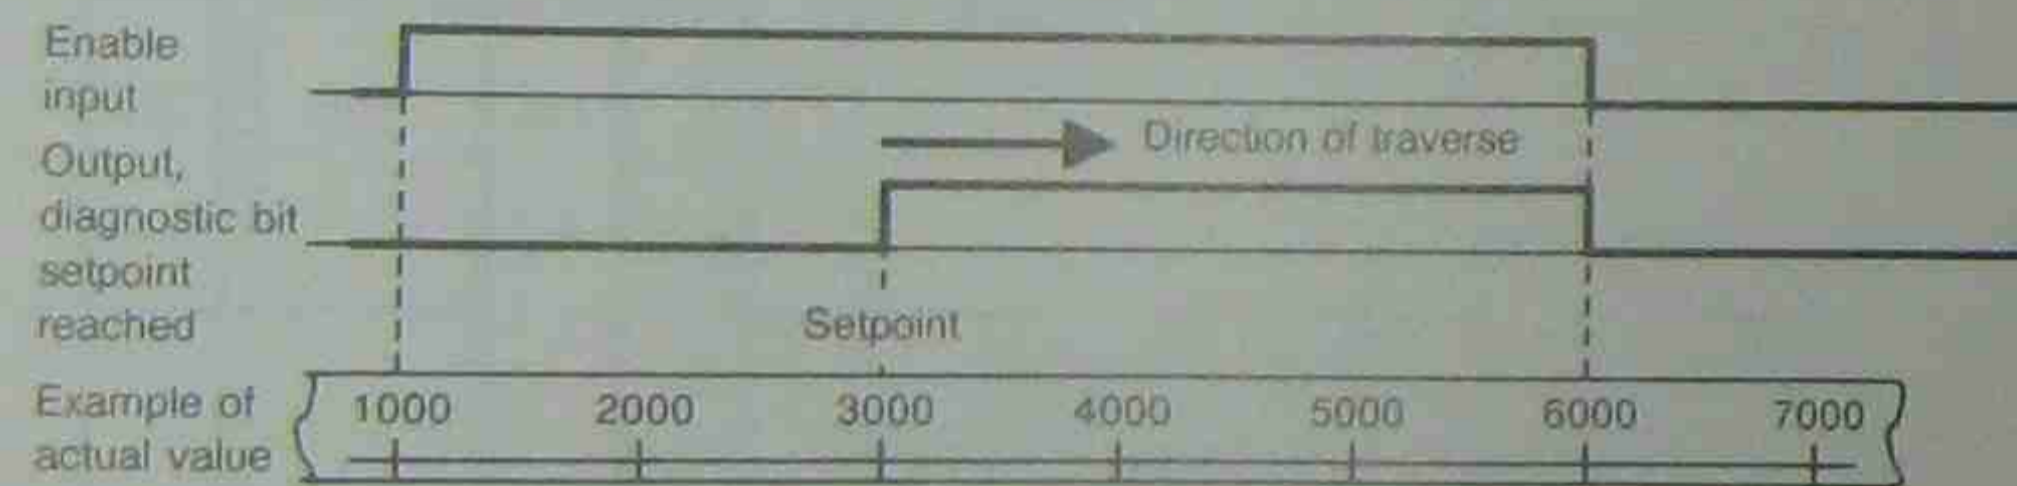 Enable
input
Direction of traverse
Output,
diagnostic bit
setpoint
reached
Setpoint
Example of
actual value
1000 2000 3000 4000 5000 6000 7000